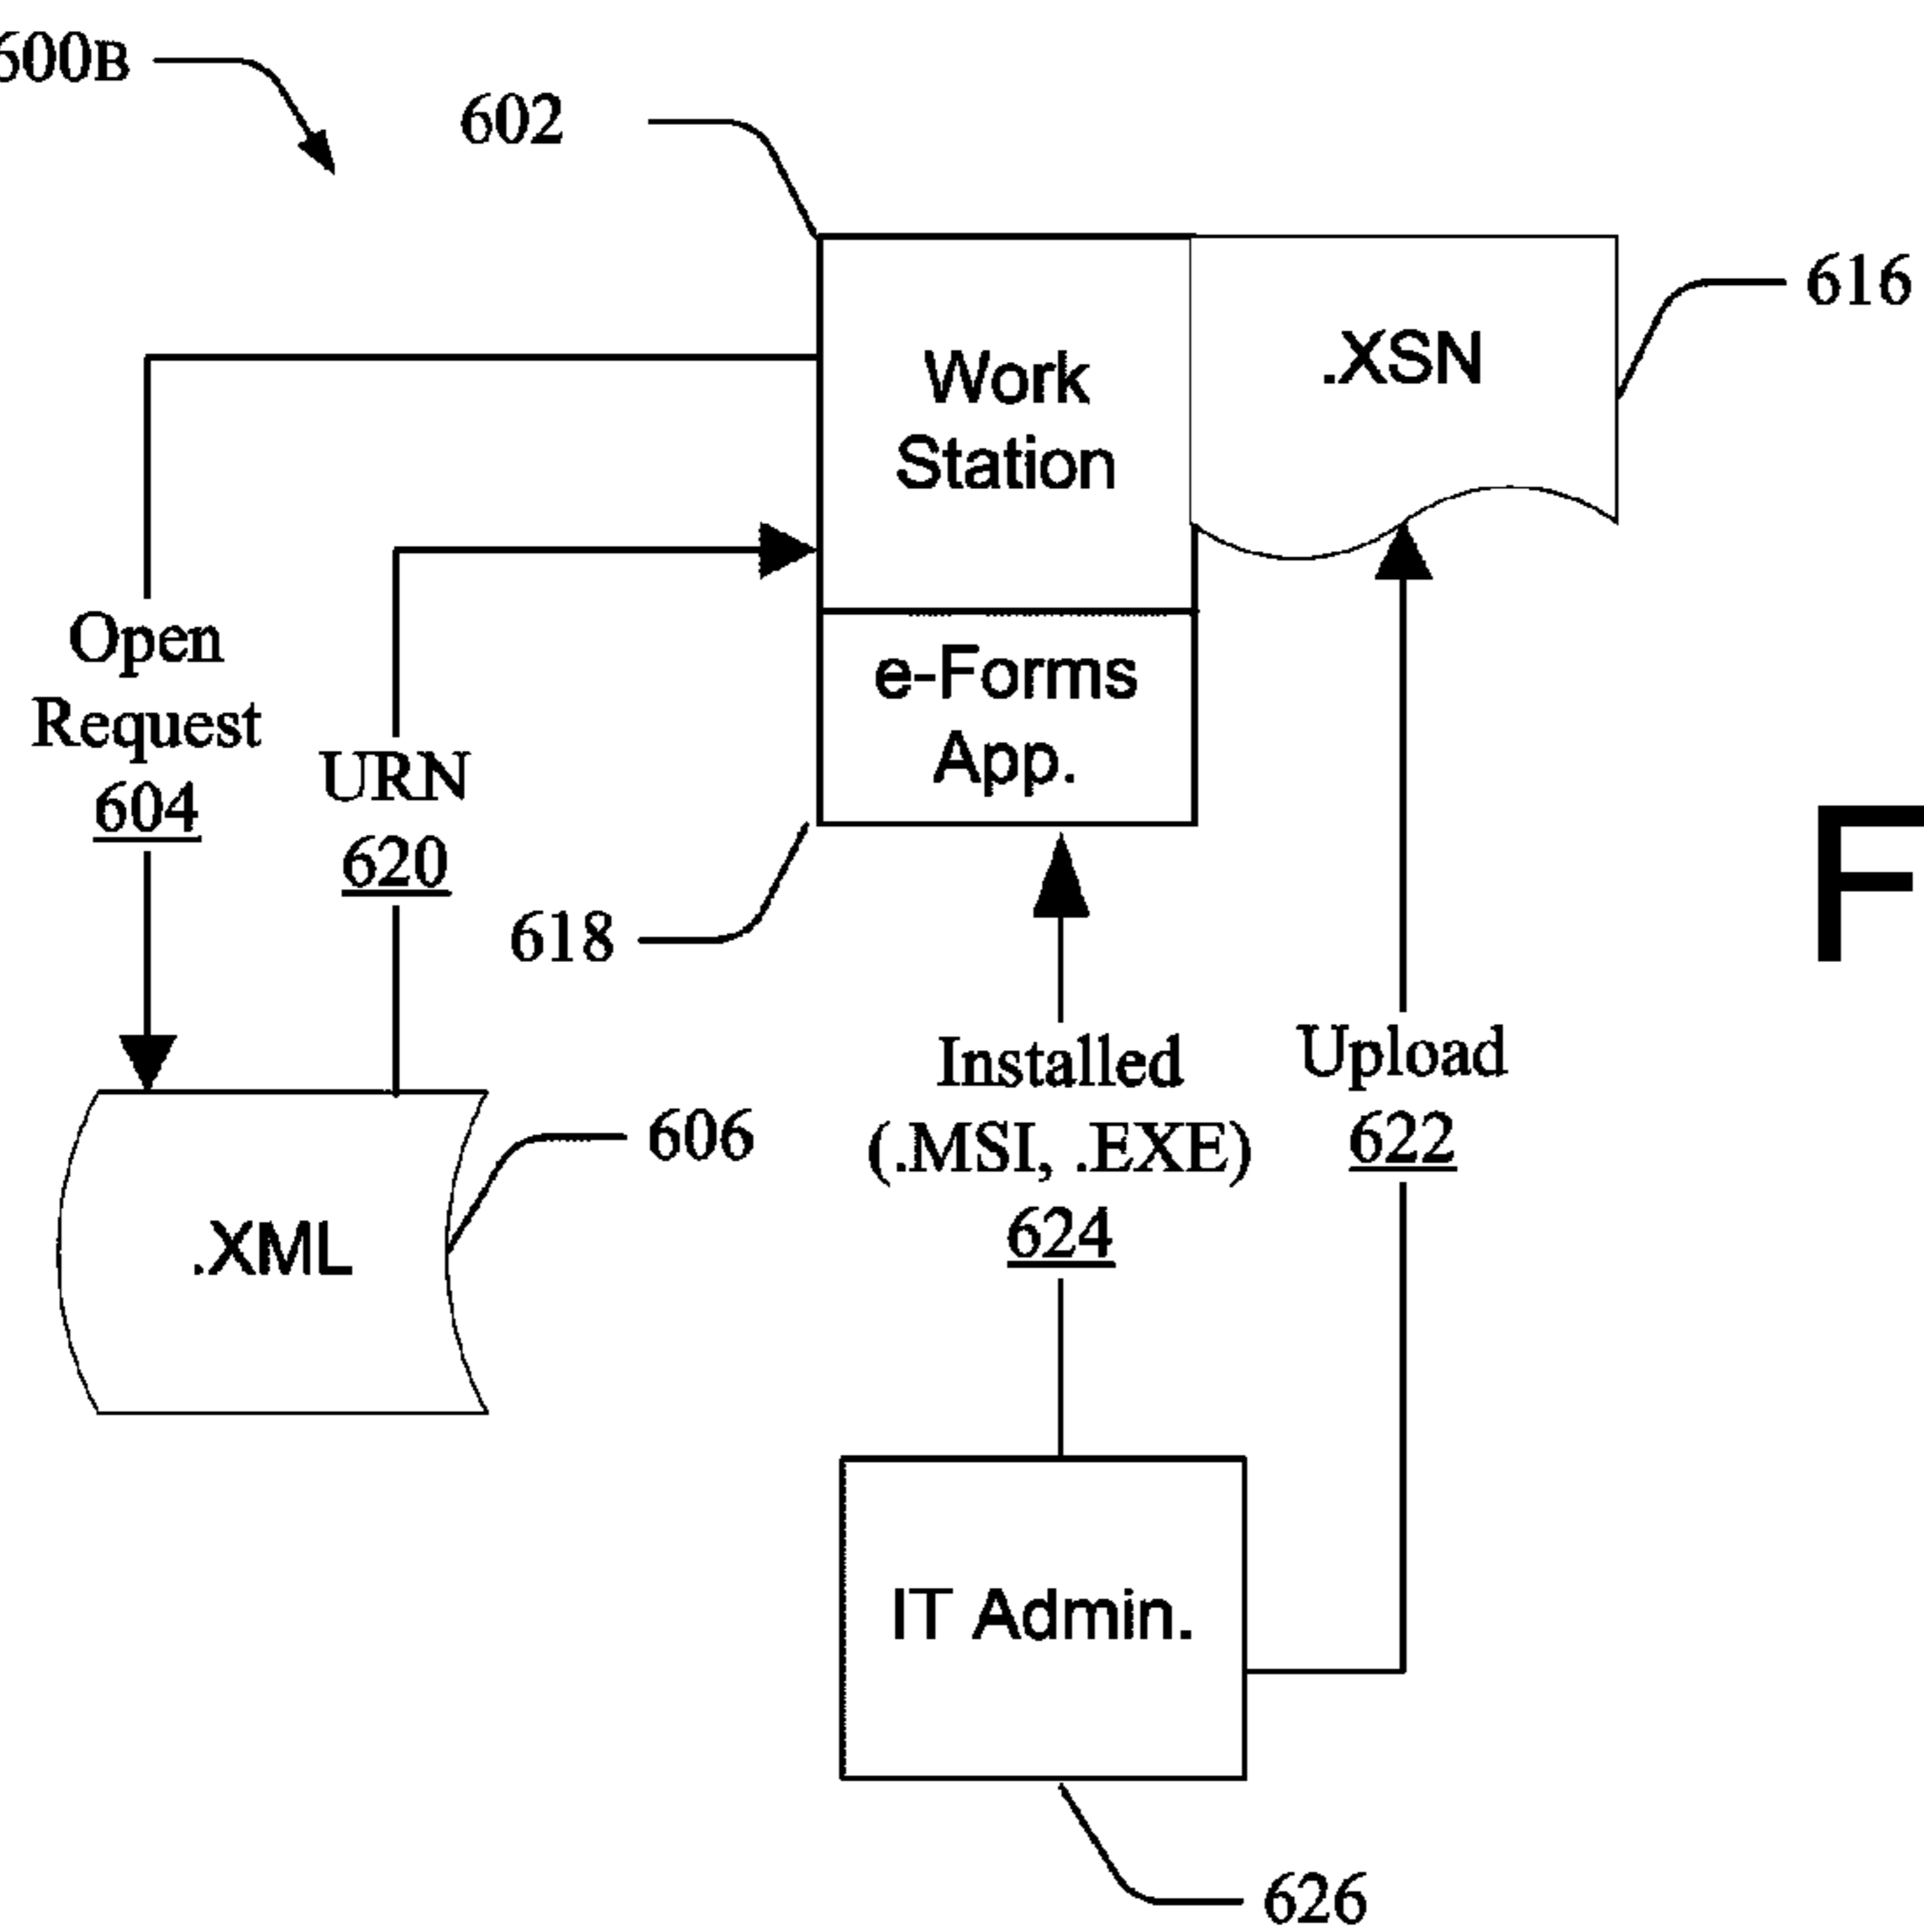 600B
602
616
Work
Station
.XSN
Open
Request
604
URN
620
e-Forms
App.
618
F
Installed
(.MSI, .EXE)
624
Upload
622
606
.XML
IT Admin.
626